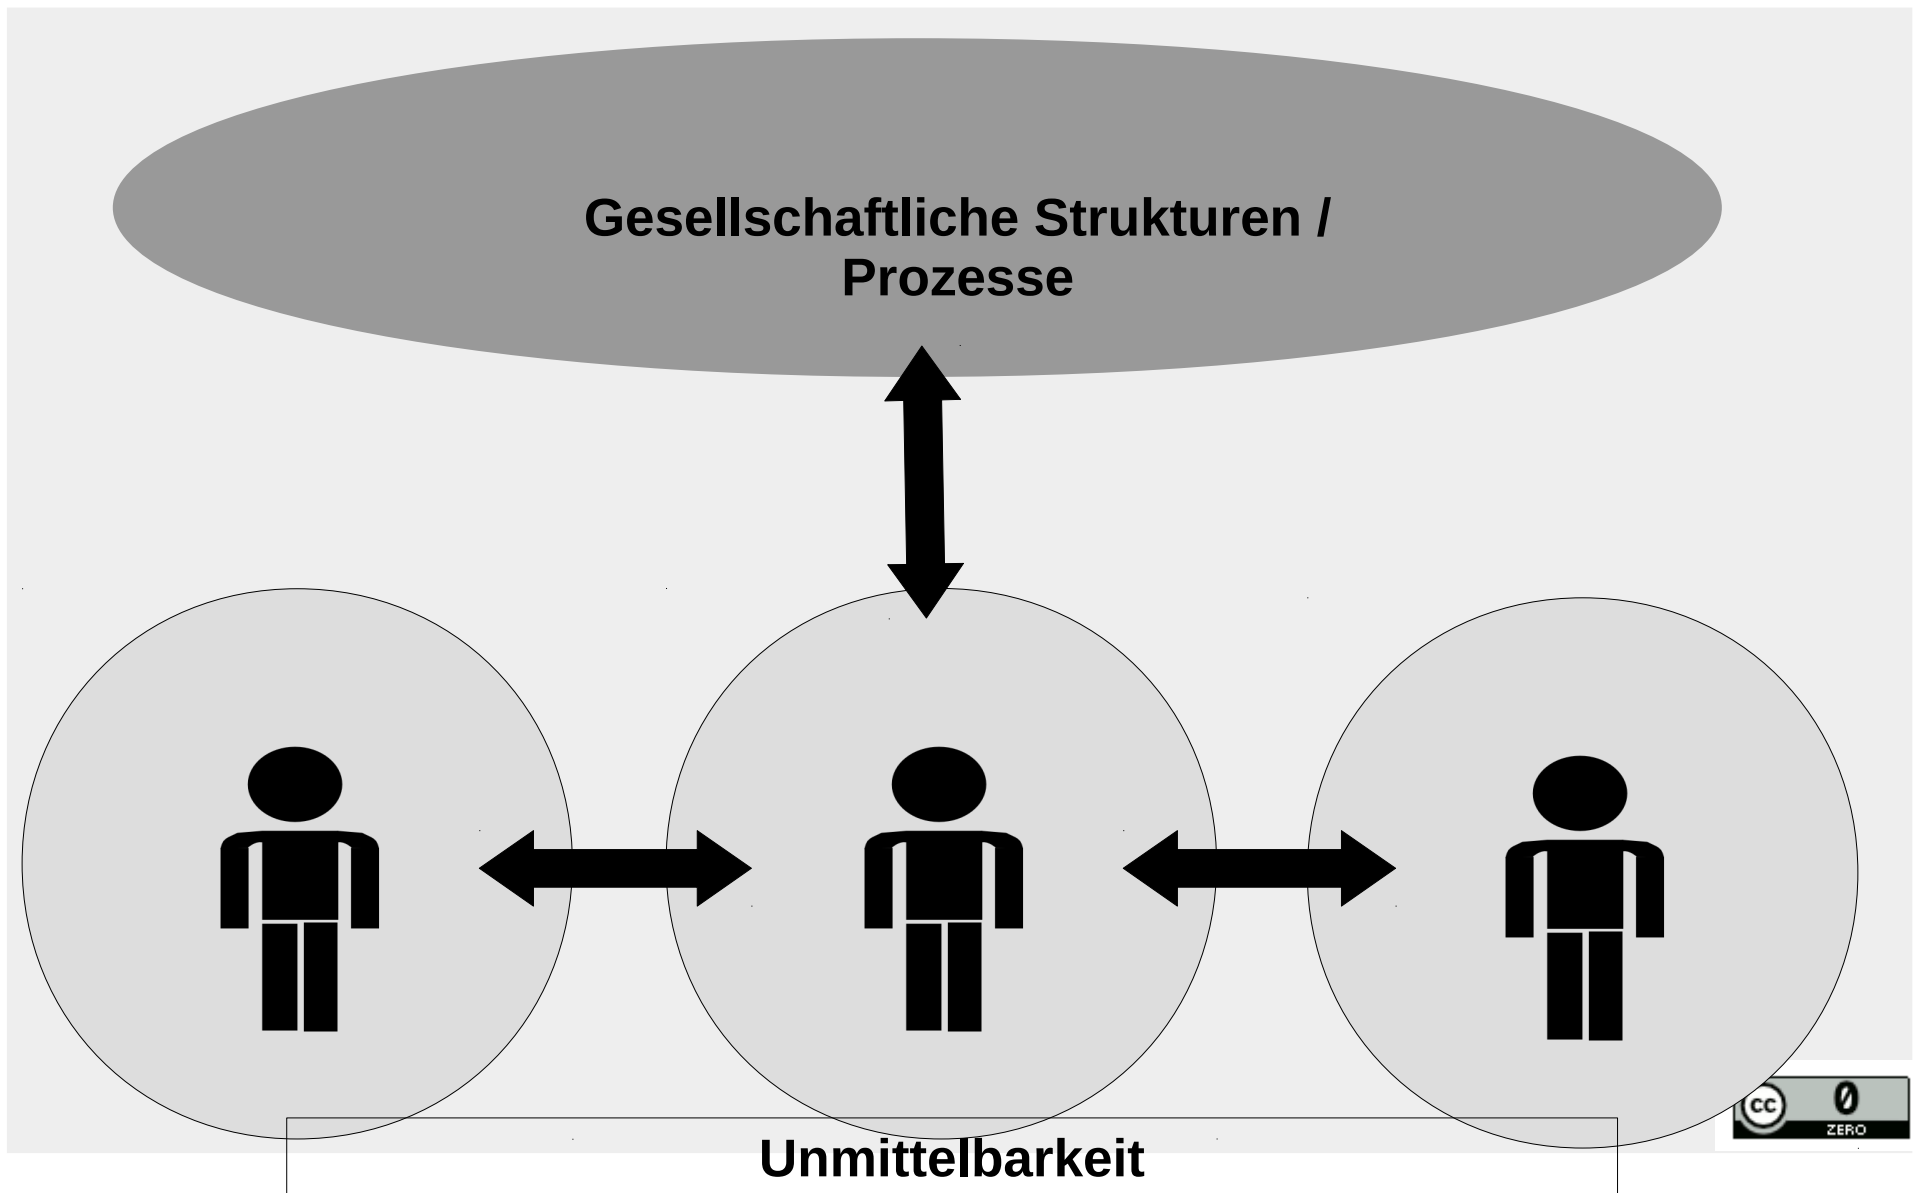 Gesellschaftliche Strukturen /
Prozesse
cc
0
ZERO
Unmittelbarkeit